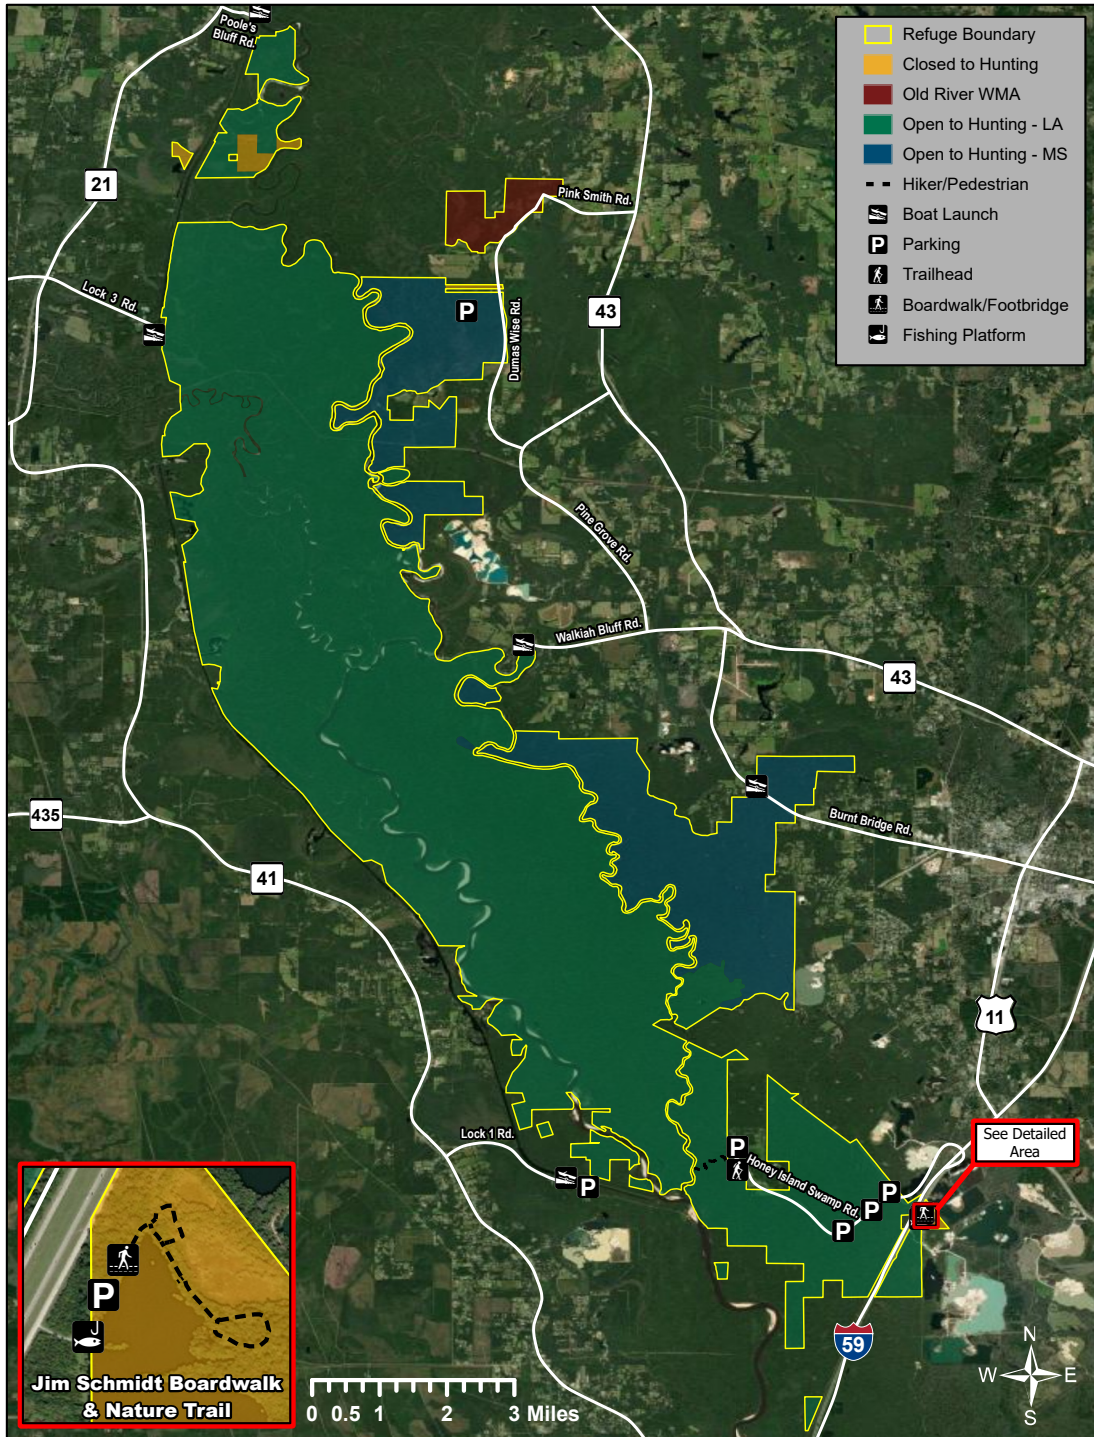 Poole's
Bluff Rd.
Refuge Boundary
Closed to Hunting
Old River WMA
Open to Hunting - LA
Open to Hunting - MS
Hiker/Pedestrian
Boat Launch
P Parking
Trailhead
Boardwalk/Footbridge
Fishing Platform
21
Pink Smith Rd.
Lock 3 Rd.
P
43
Dumas Wise Rd.
Pine Grove Rd.
Walkiah Bluff Rd.
43
435
Burnt Bridge Rd.
41
11
See Detailed
Area
Lock 1 Rd.
P
P
Honey Island Swamp Rd.
P
P
P
59
P
Jim Schmidt Boardwalk
& Nature Trail
0 0.5 1 2 3 Miles
N
W E
S